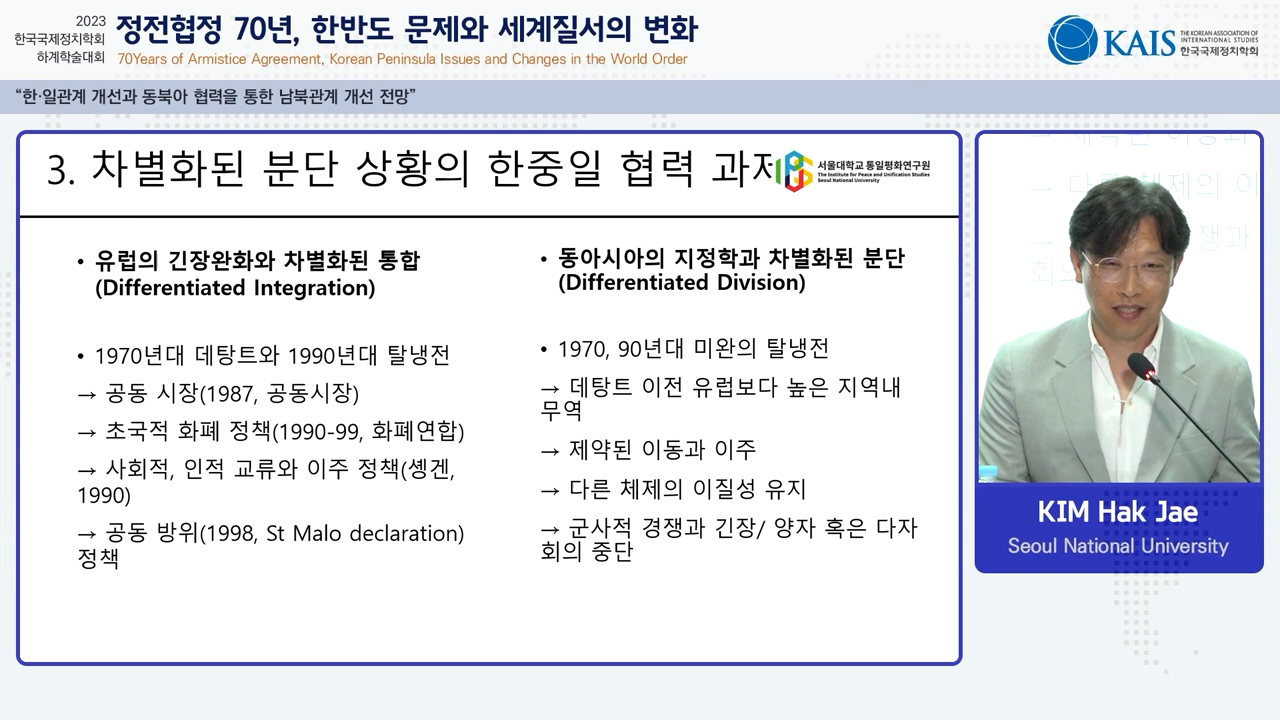 2023
한국국제정치학회
하계학술대회
정전협정 70년, 한반도 문제와 세계질서의 변화
70Years of Armistice Agreement, Korean Peninsula Issues and Changes in the World Order
KAIS
THE KOREAN ASSOCIATION OF
INTERNATIONAL STUDIES
한국국제정치학회
“한·일관계 개선과 동북아 협력을 통한 남북관계 개선 전망”
3. 차별화된 분단 상황의 한중일 협력
서울대학교 통일평화연구원
The Institute for Peace and Unification Studies
Seoul National University
• 유럽의 긴장완화와 차별화된 통합
(Differentiated Integration)
• 1970년대 데탕트와 1990년대 탈냉전
→ 공동 시장(1987, 공동시장)
→ 초국적 화폐 정책(1990-99, 화폐연합)
→ 사회적, 인적 교류와 이주 정책(솅겐,
1990)
→ 공동 방위(1998, St Malo declaration)
정책
• 동아시아의 지정학과 차별화된 분단
(Differentiated Division)
• 1970, 90년대 미완의 탈냉전
→ 데탕트 이전 유럽보다 높은 지역내
무역
→ 제약된 이동과 이주
→ 다른 체제의 이질성 유지
→ 군사적 경쟁과 긴장/ 양자 혹은 다자
회의 중단
KIM Hak Jae
Seoul National University